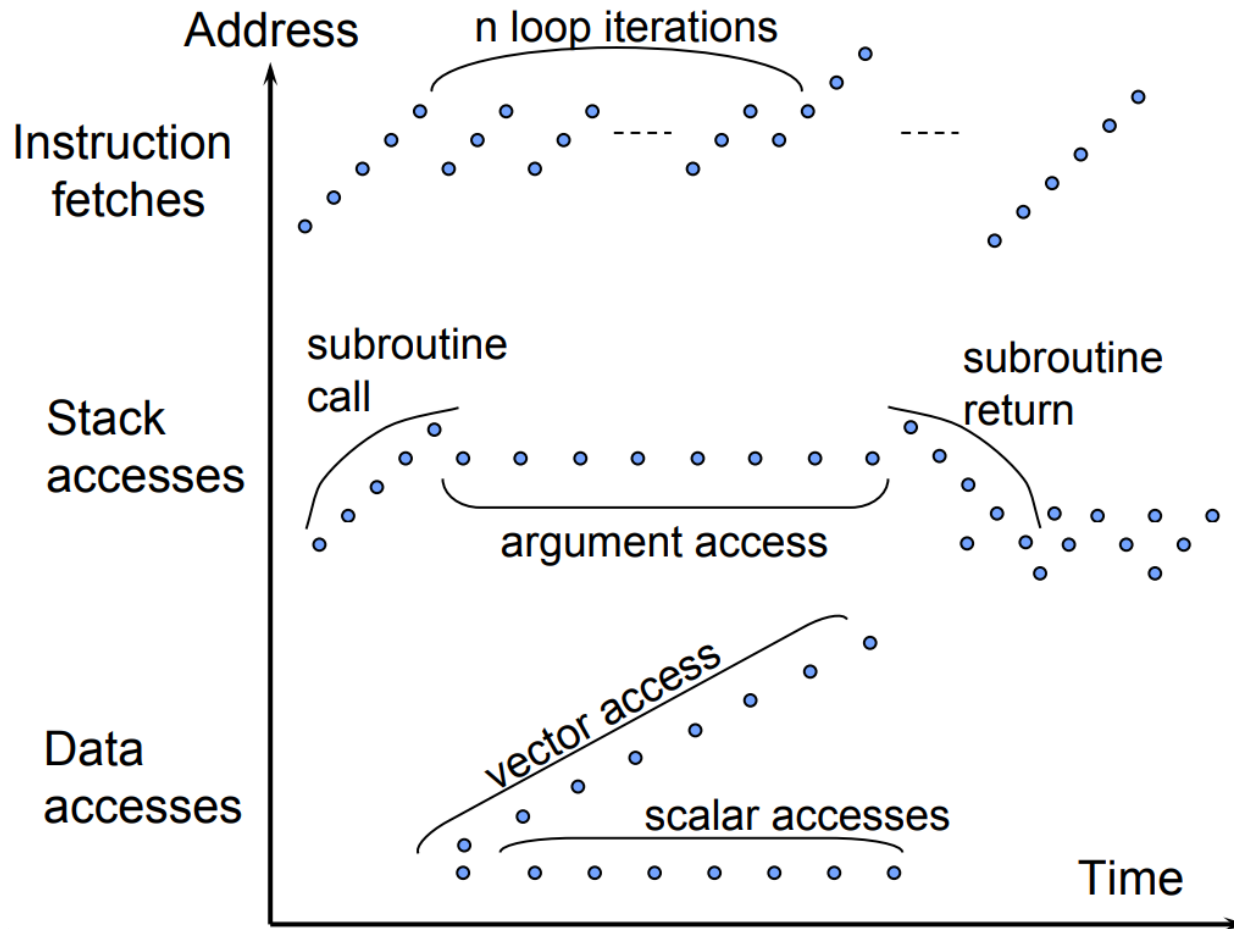 Address
n loop iterations
Instruction
fetches
subroutine
call
subroutine
return
Stack
accesses
argument access
vector access
Data
accesses
scalar accesses
Time